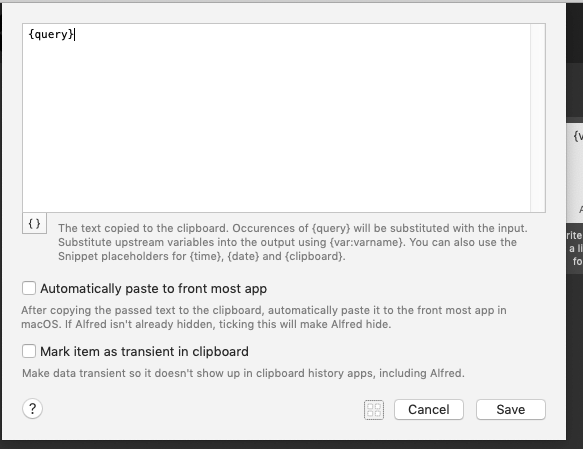 {query}
{v
{}
The text copied to the clipboard. Occurences of {query} will be substituted with the input.
Substitute upstream variables into the output using {var:varname}. You can also use the
Snippet placeholders for {time}, {date} and {clipboard}.
rite
a li
fo
Automatically paste to front most app
After copying the passed text to the clipboard, automatically paste it to the front most app in
macOS. If Alfred isn't already hidden, ticking this will make Alfred hide.
Mark item as transient in clipboard
Make data transient so it doesn't show up in clipboard history apps, including Alfred.
?
Cancel
Save